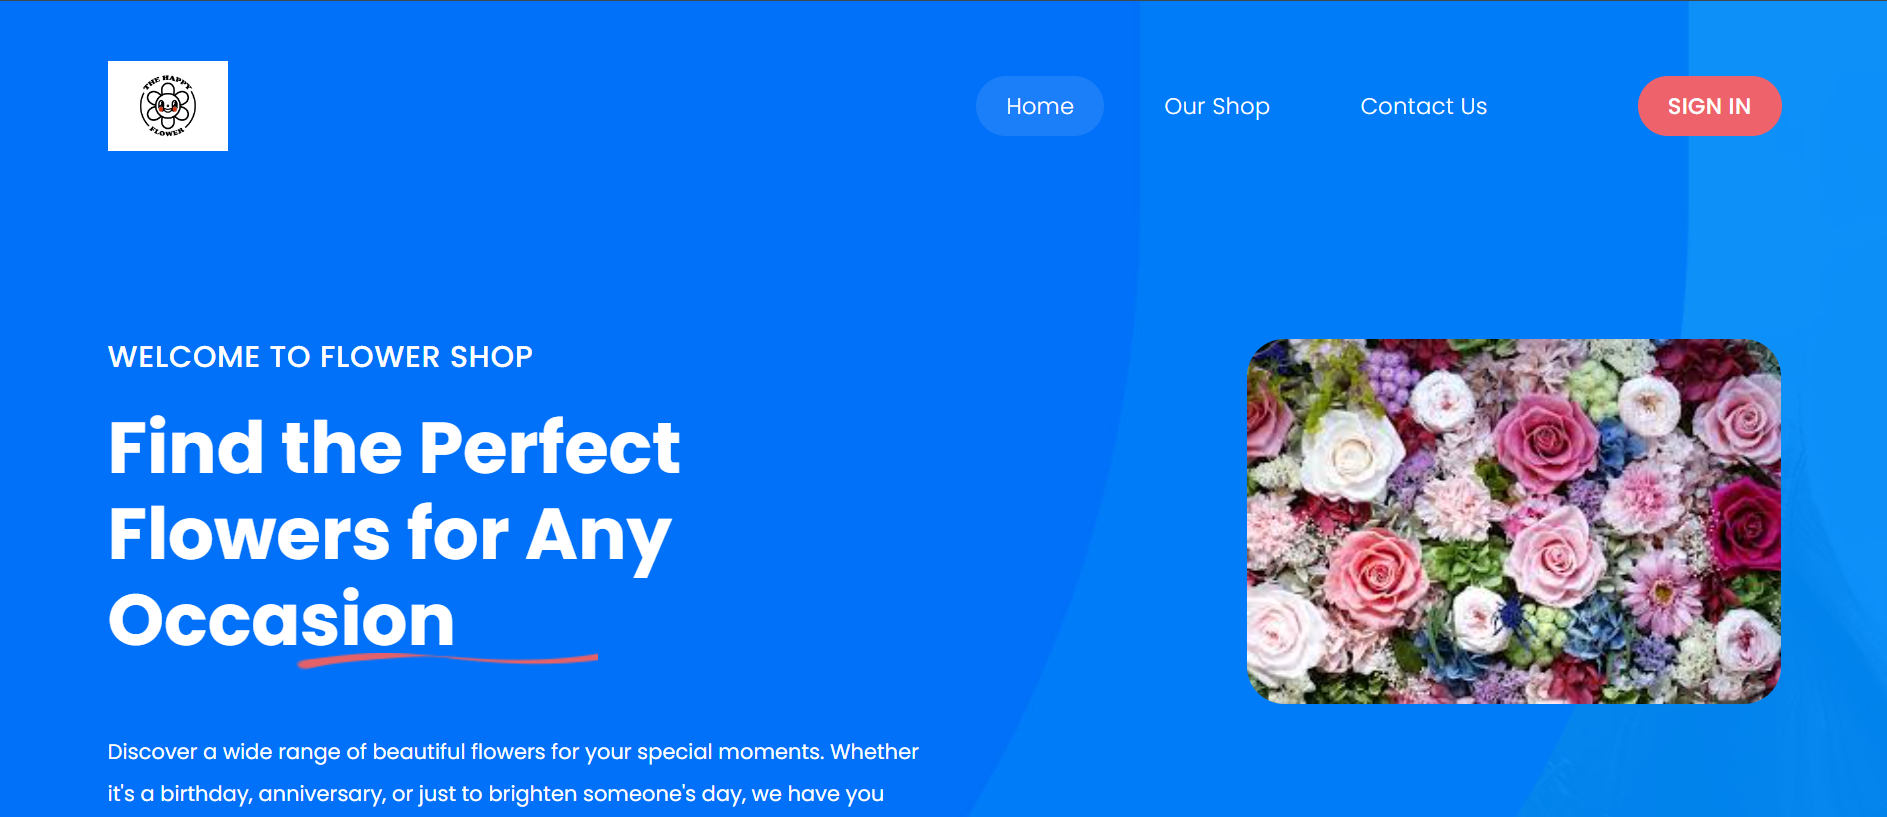 THE HAPPY
FLOWER
Home
Our Shop
Contact Us
SIGN IN
WELCOME TO FLOWER SHOP
Find the Perfect
Flowers for Any
Occasion
Discover a wide range of beautiful flowers for your special moments. Whether
it's a birthday, anniversary, or just to brighten someone's day, we have you